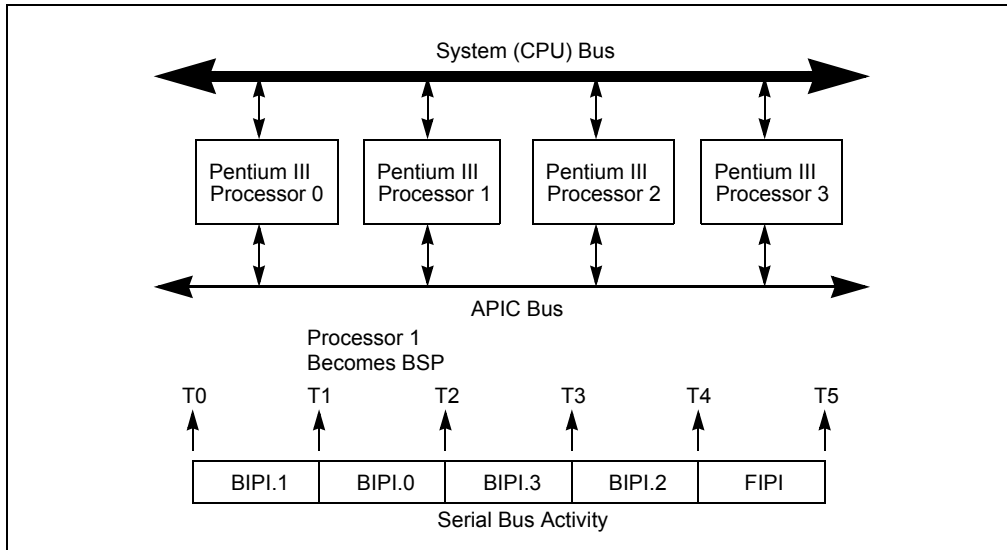 System (CPU) Bus
Pentium III
Processor 0
Pentium III
Processor 1
Pentium III
Processor 2
Pentium III
Processor 3
APIC Bus
Processor 1
Becomes BSP
T0 T1 T2 T3 T4 T5
BIPI.1 BIPI.0 BIPI.3 BIPI.2 FIPI
Serial Bus Activity